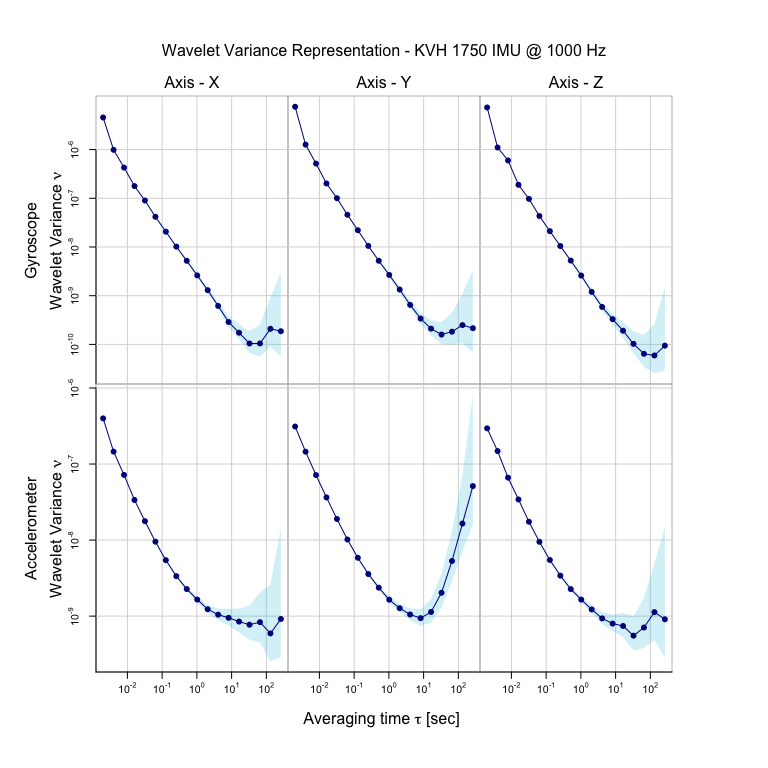 Wavelet Variance Representation - KVH 1750 IMU @ 1000 Hz
Axis - X Axis - Y Axis - Z
Gyroscope
Wavelet Variance ν
10⁻⁶
10⁻⁷
10⁻⁸
10⁻⁹
10⁻¹⁰
Accelerometer
Wavelet Variance ν
10⁻⁶
10⁻⁷
10⁻⁸
10⁻⁹
10⁻² 10⁻¹ 10⁰ 10¹ 10² 10⁻² 10⁻¹ 10⁰ 10¹ 10² 10⁻² 10⁻¹ 10⁰ 10¹ 10²
Averaging time τ [sec]